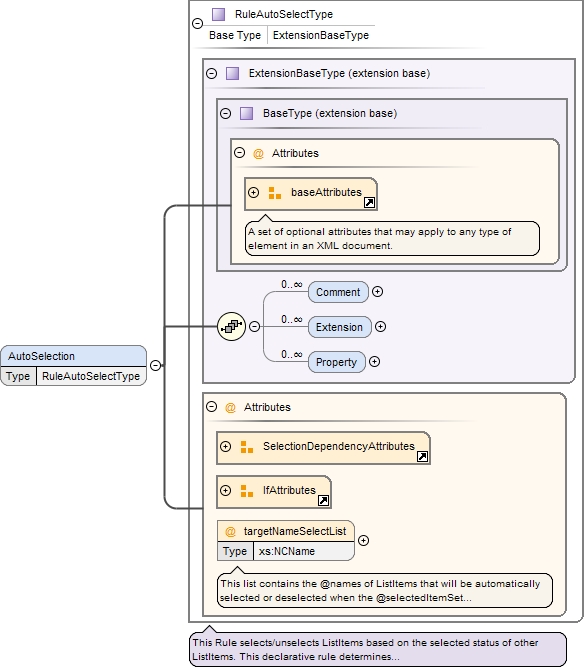 RuleAutoSelectType
Base Type ExtensionBaseType
ExtensionBaseType (extension base)
BaseType (extension base)
@ Attributes
baseAttributes
A set of optional attributes that may apply to any type of
element in an XML document.
0..∞
Comment
0..∞
Extension
0..∞
Property
AutoSelection
Type RuleAutoSelectType
@ Attributes
SelectionDependencyAttributes
IfAttributes
@ targetNameSelectList
Type xs:NCName
This list contains the @names of ListItems that will be automatically
selected or deselected when the @selectedItemSet...
This Rule selects/unselects ListItems based on the selected status of other
ListItems. This declarative rule determines...